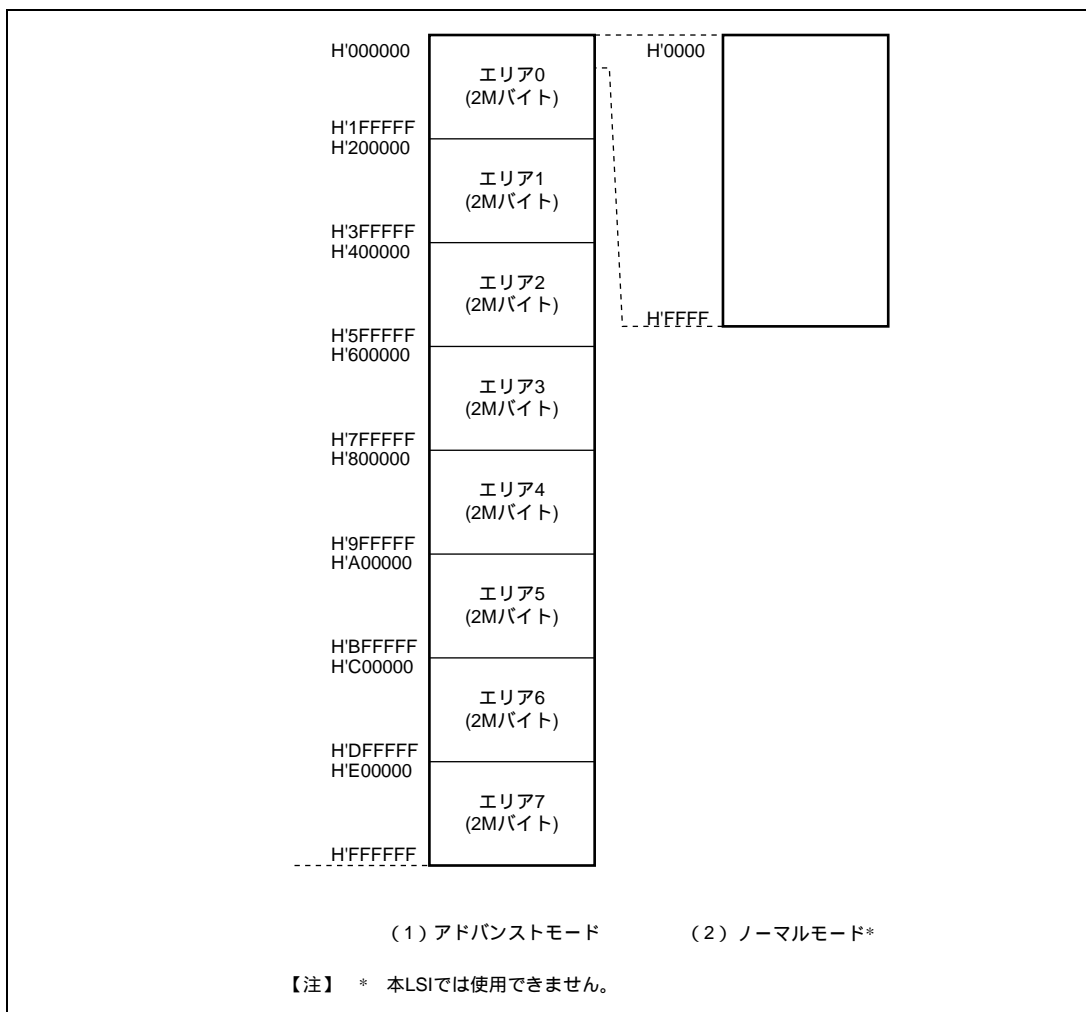 H'000000
H'0000
エリア0
(2Mバイト)
H'1FFFFF
H'200000
エリア1
(2Mバイト)
H'3FFFFF
H'400000
エリア2
(2Mバイト)
H'FFFF
H'5FFFFF
H'600000
エリア3
(2Mバイト)
H'7FFFFF
H'800000
エリア4
(2Mバイト)
H'9FFFFF
H'A00000
エリア5
(2Mバイト)
H'BFFFFF
H'C00000
エリア6
(2Mバイト)
H'DFFFFF
H'E00000
エリア7
(2Mバイト)
H'FFFFFF
(1)アドバンストモード
(2)ノーマルモード*
【注】 * 本LSIでは使用できません。